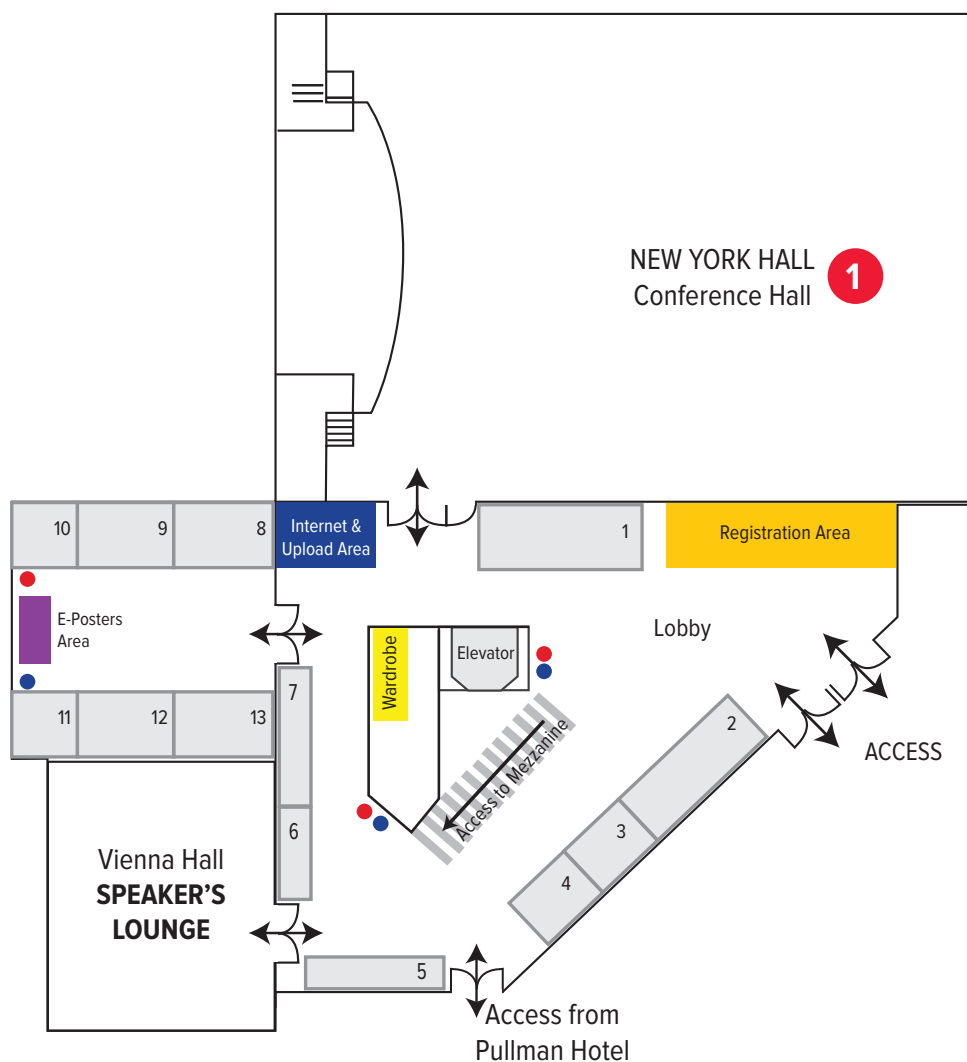 NEW YORK HALL
Conference Hall
1
10
9
8
Internet &
Upload Area
1
Registration Area
E-Posters
Area
Wardrobe
Elevator
Lobby
7
11
12
13
2
Access to Mezzanine
ACCESS
3
6
4
Vienna Hall
SPEAKER'S
LOUNGE
5
Access from
Pullman Hotel